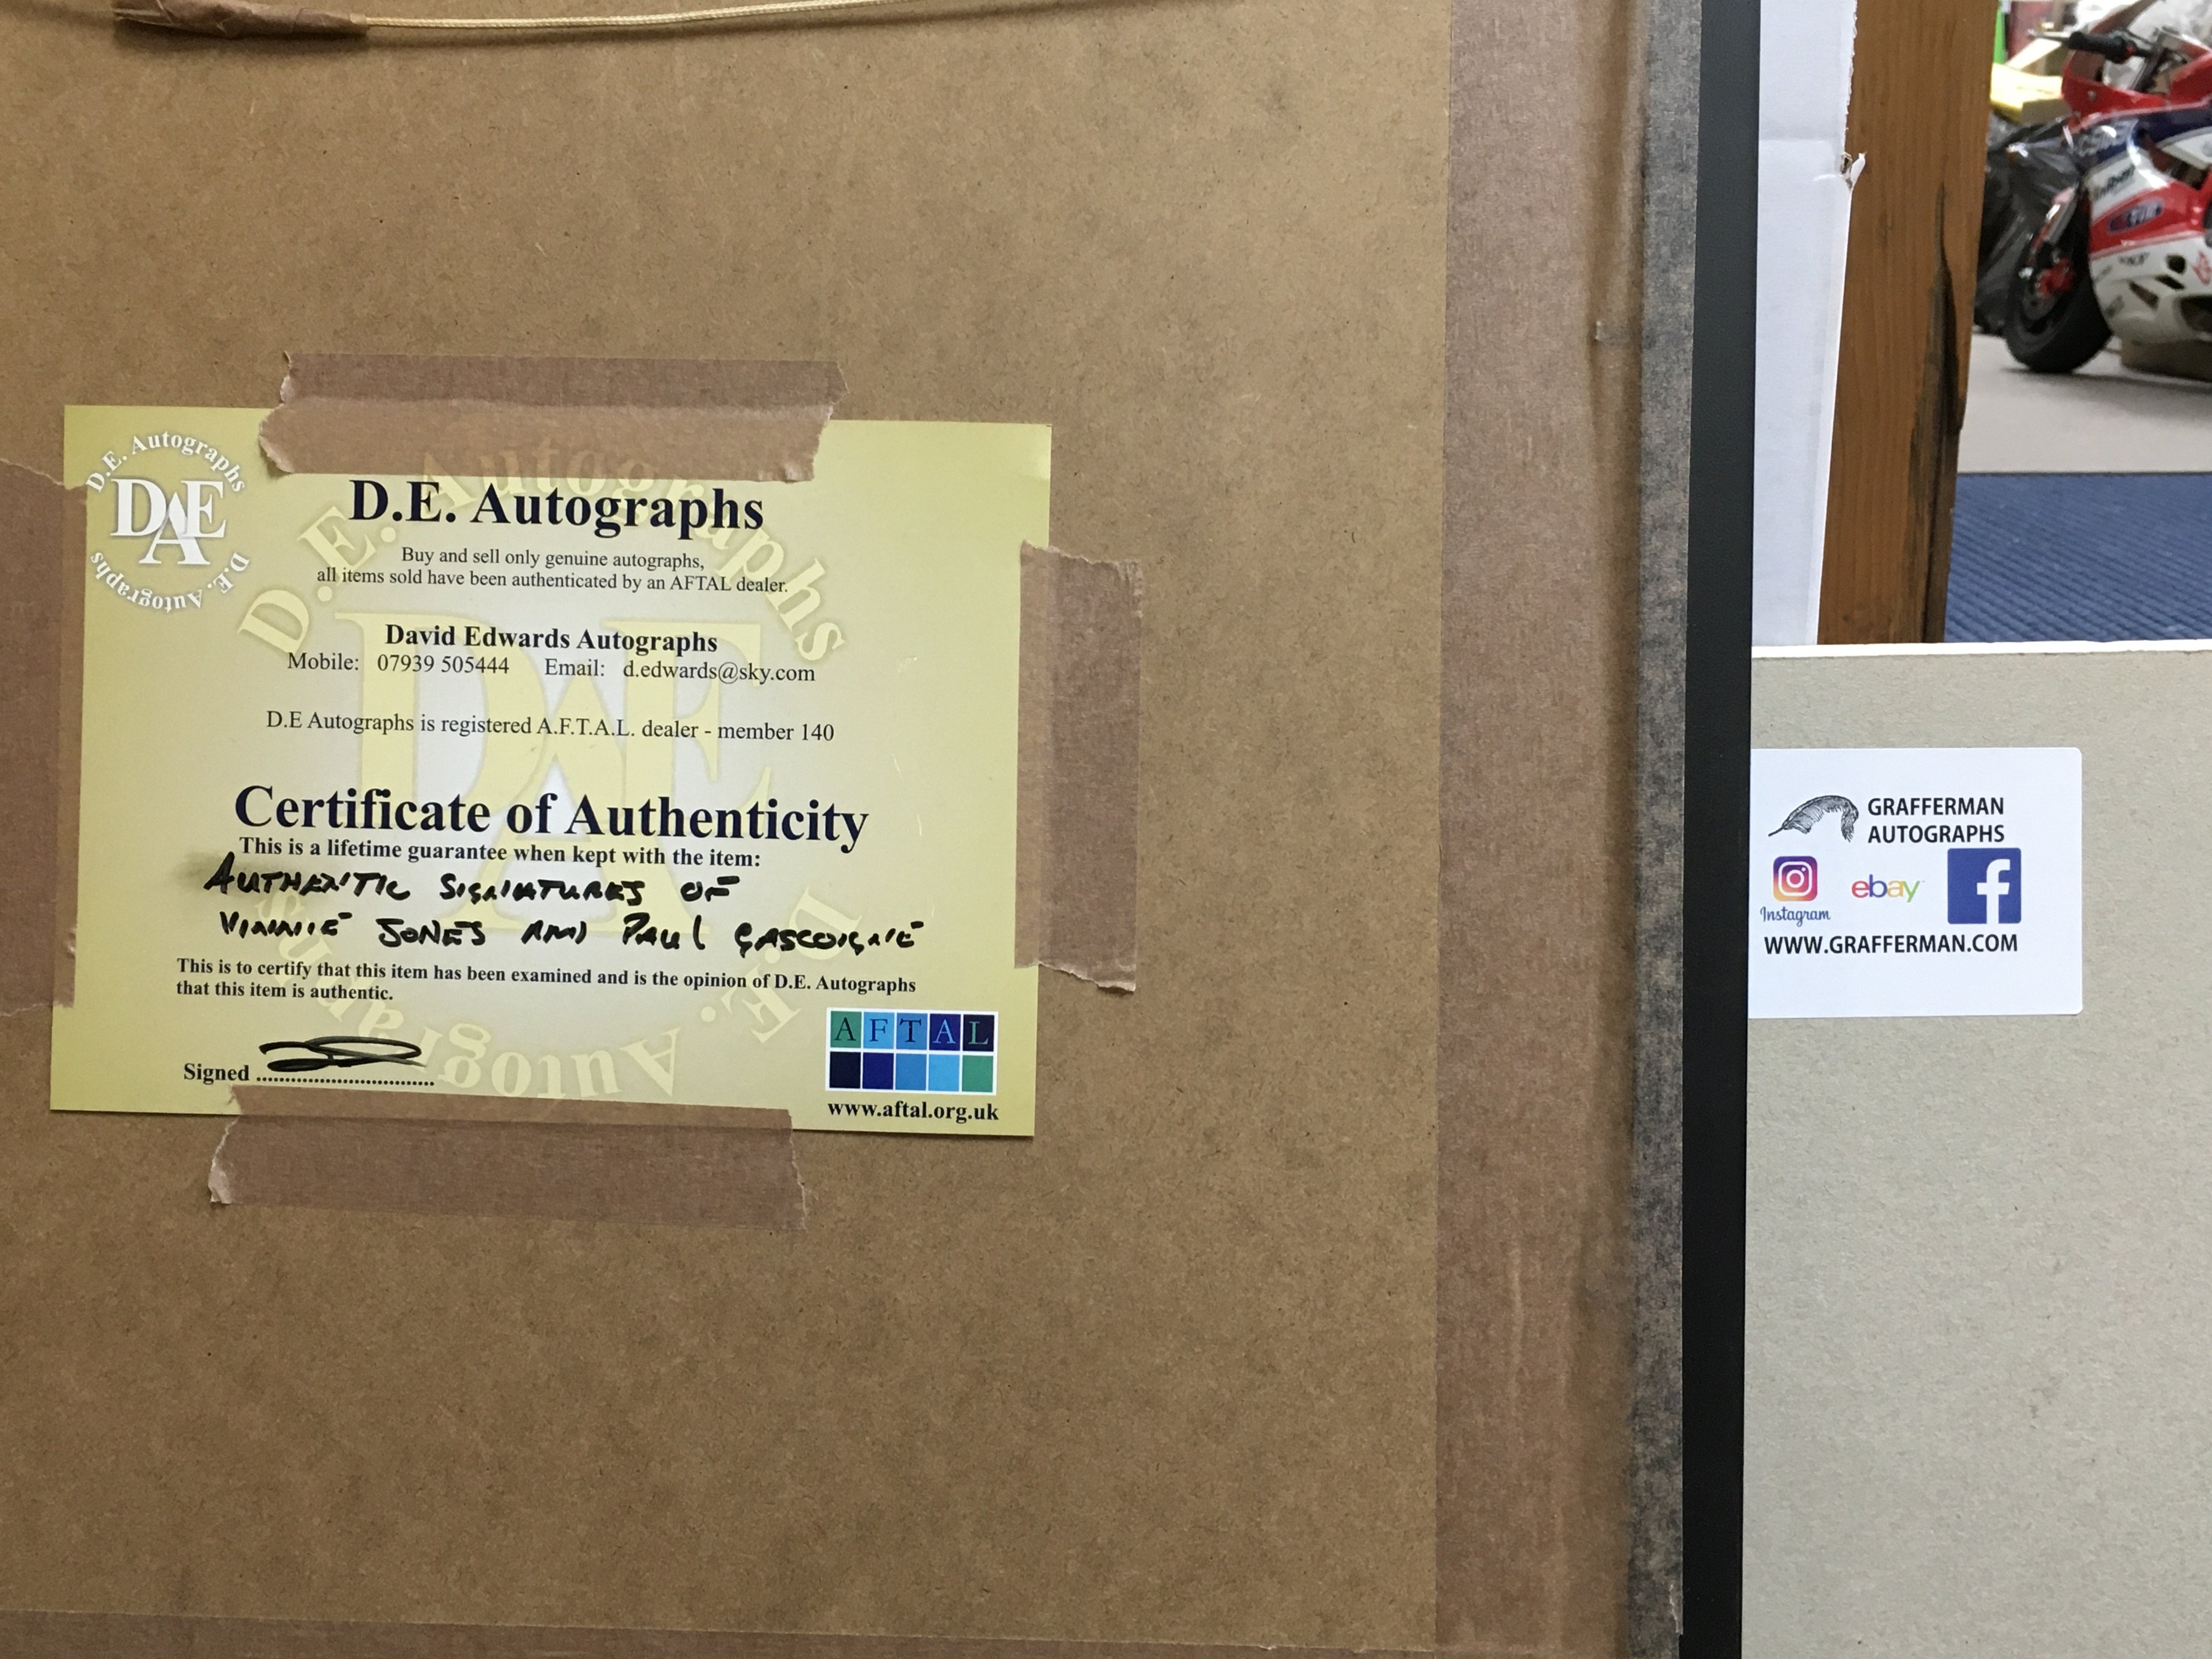 D.E. Autographs
DAE
D.E. Autographs
D.E. Autographs
Buy and sell only genuine autographs,
all items sold have been authenticated by an AFTAL dealer.
David Edwards Autographs
Mobile: 07939 505444 Email: d.edwards@sky.com
D.E Autographs is registered A.F.T.A.L. dealer - member 140
Certificate of Authenticity
This is a lifetime guarantee when kept with the item:
AUTHENTIC SIGNATURES OF
VINNIE JONES AND PAUL GASCOIGNE
This is to certify that this item has been examined and is the opinion of D.E. Autographs
that this item is authentic.
Signed
AFTAL
www.aftal.org.uk
D.E. Autographs
DAE
D.E. Autographs
GRAFFERMAN
AUTOGRAPHS
Instagram
ebay
f
WWW.GRAFFERMAN.COM